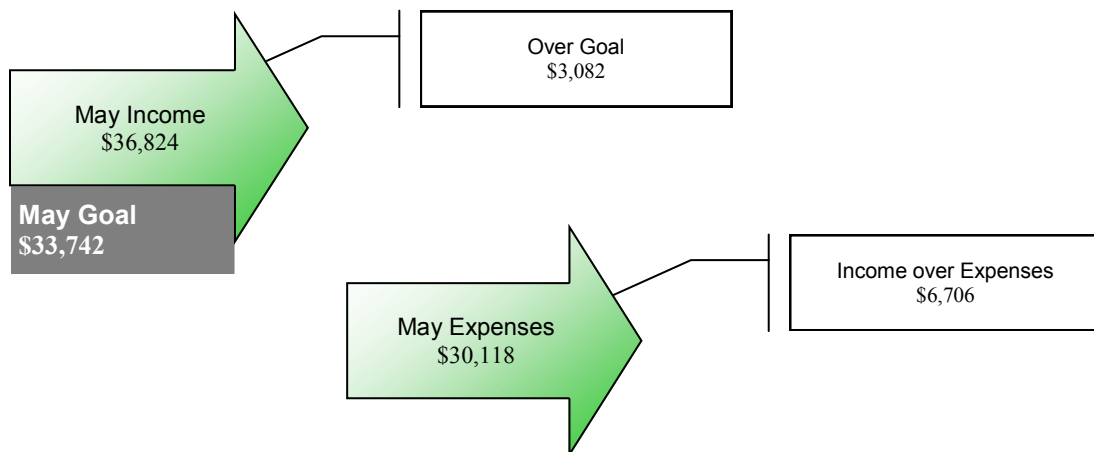 Over Goal
$3,082
May Income
$36,824
May Goal
$33,742
Income over Expenses
$6,706
May Expenses
$30,118